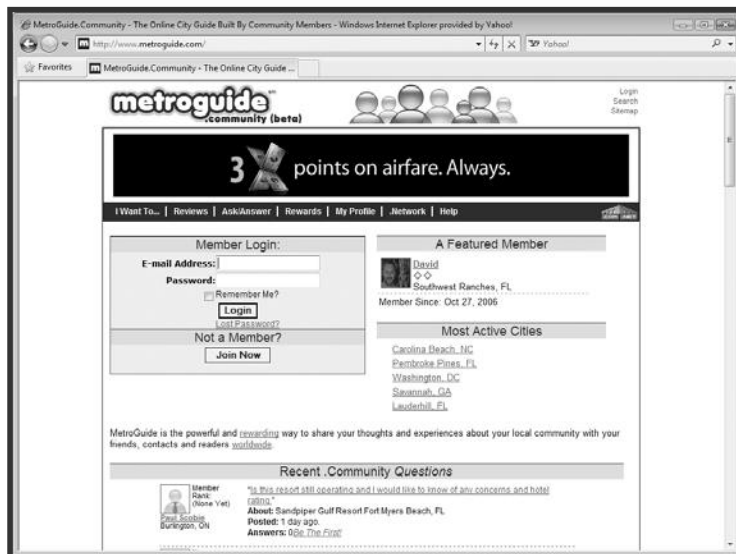 MetroGuide.Community - The Online City Guide Built By Community Members - Windows Internet Explorer provided by Yahoo!
http://www.metroguide.com/
Yahoo!
Favorites
MetroGuide.Community - The Online City Guide ...
metroguide
.community (beta)
Login
Search
Sitemap
3X points on airfare. Always.
I Want To... | Reviews | Ask/Answer | Rewards | My Profile | .Network | Help
Member Login:
E-mail Address:
Password:
Remember Me?
Login
Lost Password?
Not a Member?
Join Now
A Featured Member
David
Southwest Ranches, FL
Member Since: Oct 27, 2006
Most Active Cities
Carolina Beach, NC
Pembroke Pines, FL
Washington, DC
Savannah, GA
Lauderhill, FL
MetroGuide is the powerful and rewarding way to share your thoughts and experiences about your local community with your
friends, contacts and readers worldwide.
Recent .Community Questions
Member
Rank:
(None Yet)
Paul Scobie
Burlington, ON
"Is this resort still operating and I would like to know of any concerns and hotel
rating."
About: Sandpiper Gulf Resort Fort Myers Beach, FL
Posted: 1 day ago.
Answers: 0Be The First!